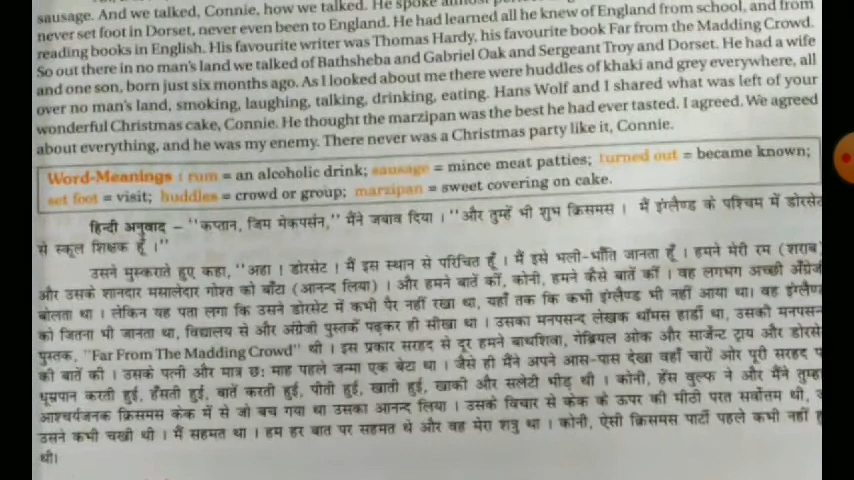 sausage. And we talked, Connie, how we talked. He spoke almost
never set foot in Dorset, never even been to England. He had learned all he knew of England from school, and from
reading books in English. His favourite writer was Thomas Hardy, his favourite book Far from the Madding Crowd.
So out there in no man's land we talked of Bathsheba and Gabriel Oak and Sergeant Troy and Dorset. He had a wife
and one son, born just six months ago. As I looked about me there were huddles of khaki and grey everywhere, all
over no man's land, smoking, laughing, talking, drinking, eating. Hans Wolf and I shared what was left of your
wonderful Christmas cake, Connie. He thought the marzipan was the best he had ever tasted. I agreed. We agreed
about everything, and he was my enemy. There never was a Christmas party like it, Connie.
Word-Meanings : rum = an alcoholic drink; sausage = mince meat patties; turned out = became known;
set foot = visit; huddles = crowd or group; marzipan = sweet covering on cake.
हिन्दी अनुवाद – "कप्तान, जिम मेकपर्सन," मैंने जबाव दिया । "और तुम्हें भी शुभ क्रिसमस । मैं इंग्लैण्ड के पश्चिम में डोरसेट
से स्कूल शिक्षक हूँ ।"
उसने मुस्कराते हुए कहा, "अहा ! डोरसेट । मैं इस स्थान से परिचित हूँ । मैं इसे भली-भाँति जानता हूँ । हमने मेरी रम (शराब)
और उसके शानदार मसालेदार गोश्त को बाँटा (आनन्द लिया) । और हमने बातें कीं, कोनी, हमने कैसे बातें कीं । वह लगभग अच्छी अँग्रेजी
बोलता था । लेकिन यह पता लगा कि उसने डोरसेट में कभी पैर नहीं रखा था, यहाँ तक कि कभी इंग्लैण्ड भी नहीं आया था। वह इंग्लैण्ड
को जितना भी जानता था, विद्यालय से और अंग्रेजी पुस्तकें पढ़कर ही सीखा था । उसका मनपसन्द लेखक थॉमस हार्डी था, उसकी मनपसन्द
पुस्तक, "Far From The Madding Crowd" थी । इस प्रकार सरहद से दूर हमने बाथशिवा, गेब्रियल ओक और सार्जेन्ट ट्राय और डोरसेट
की बातें की । उसके पत्नी और मात्र छः माह पहले जन्मा एक बेटा था । जैसे ही मैंने अपने आस-पास देखा वहाँ चारों और पूरी सरहद प
धूम्रपान करती हुई, हँसती हुई, बातें करती हुई, पीती हुई, खाती हुई, खाकी और सलेटी भीड़ थी । कोनी, हैंस वुल्फ ने और मैंने तुम्हा
आश्चर्यजनक क्रिसमस केक में से जो बच गया था उसका आनन्द लिया । उसके विचार से केक के ऊपर की मीठी परत सर्वोत्तम थी,
उसने कभी चखी थी । मैं सहमत था । हम हर बात पर सहमत थे और वह मेरा शत्रु था । कोनी, ऐसी क्रिसमस पार्टी पहले कभी नहीं
थी।